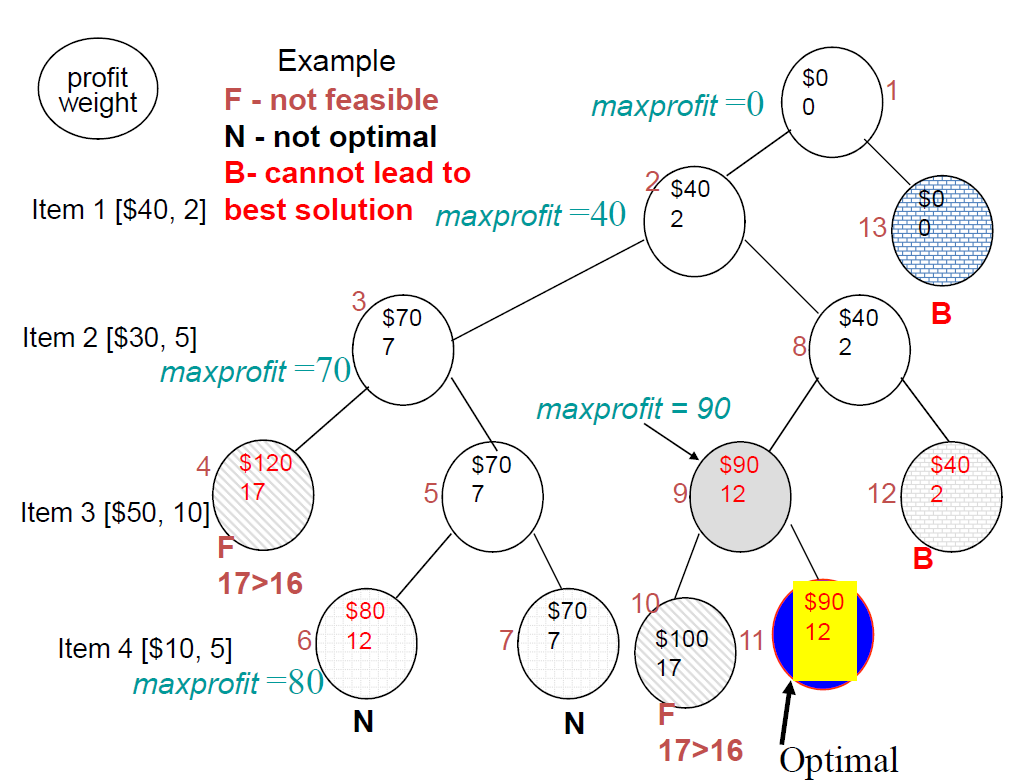 profit
weight
Example
F - not feasible
N - not optimal
B- cannot lead to
best solution
maxprofit =0
$0
0
1
Item 1 [$40, 2]
maxprofit =40
2
$40
2
13
$0
0
B
Item 2 [$30, 5]
maxprofit =70
3
$70
7
8
$40
2
maxprofit = 90
Item 3 [$50, 10]
4
$120
17
F
17>16
5
$70
7
9
$90
12
12
$40
2
B
Item 4 [$10, 5]
maxprofit =80
6
$80
12
N
7
$70
7
N
10
$100
17
F
17>16
11
$90
12
Optimal